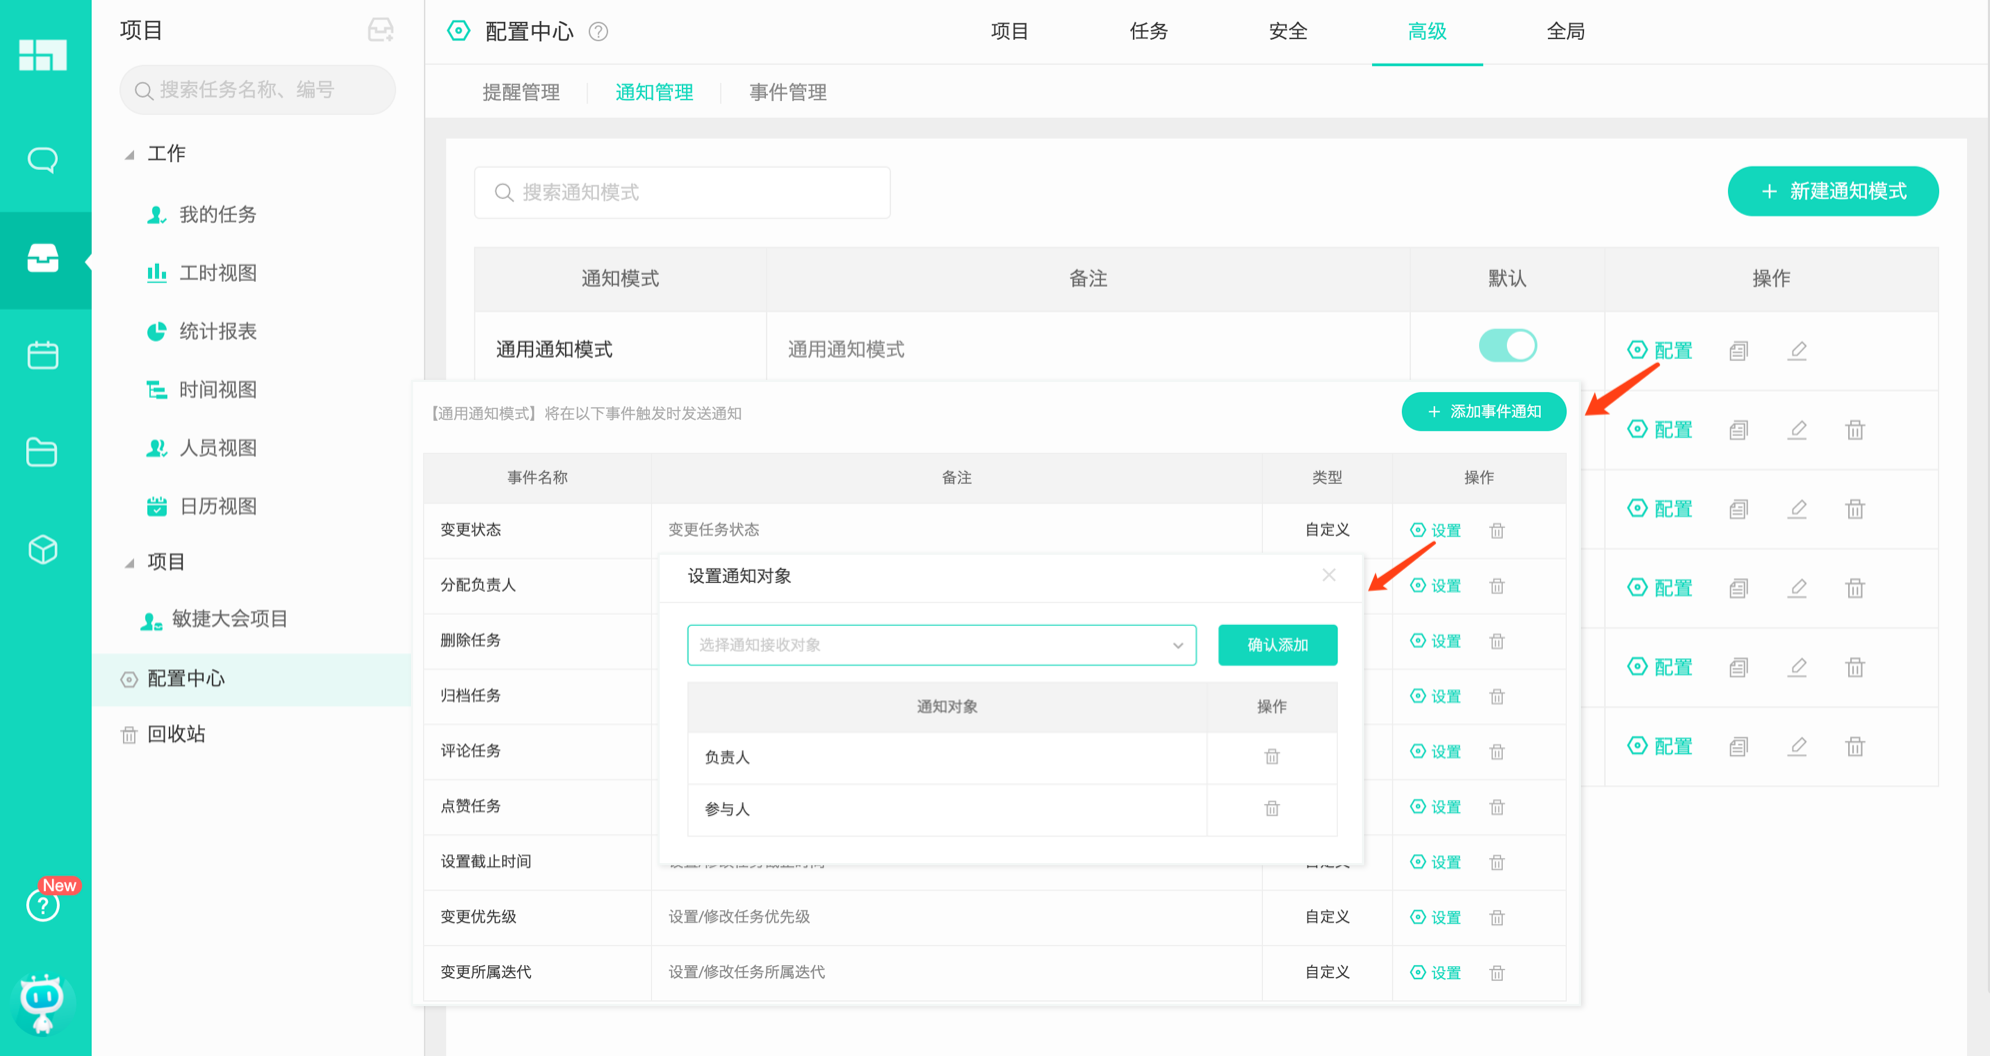 项目
搜索任务名称、编号
工作
我的任务
工时视图
统计报表
时间视图
人员视图
日历视图
项目
敏捷大会项目
配置中心
回收站
New
配置中心
项目 任务 安全 高级 全局
提醒管理 通知管理 事件管理
搜索通知模式
+ 新建通知模式
通知模式 备注 默认 操作
通用通知模式 通用通知模式 配置
配置
配置
配置
配置
配置
【通用通知模式】将在以下事件触发时发送通知
+ 添加事件通知
事件名称 备注 类型 操作
变更状态 变更任务状态 自定义 设置
分配负责人 设置
删除任务 设置
归档任务 设置
评论任务 设置
点赞任务 设置
设置截止时间 设置
变更优先级 设置/修改任务优先级 自定义 设置
变更所属迭代 设置/修改任务所属迭代 自定义 设置
设置通知对象
选择通知接收对象 确认添加
通知对象 操作
负责人
参与人